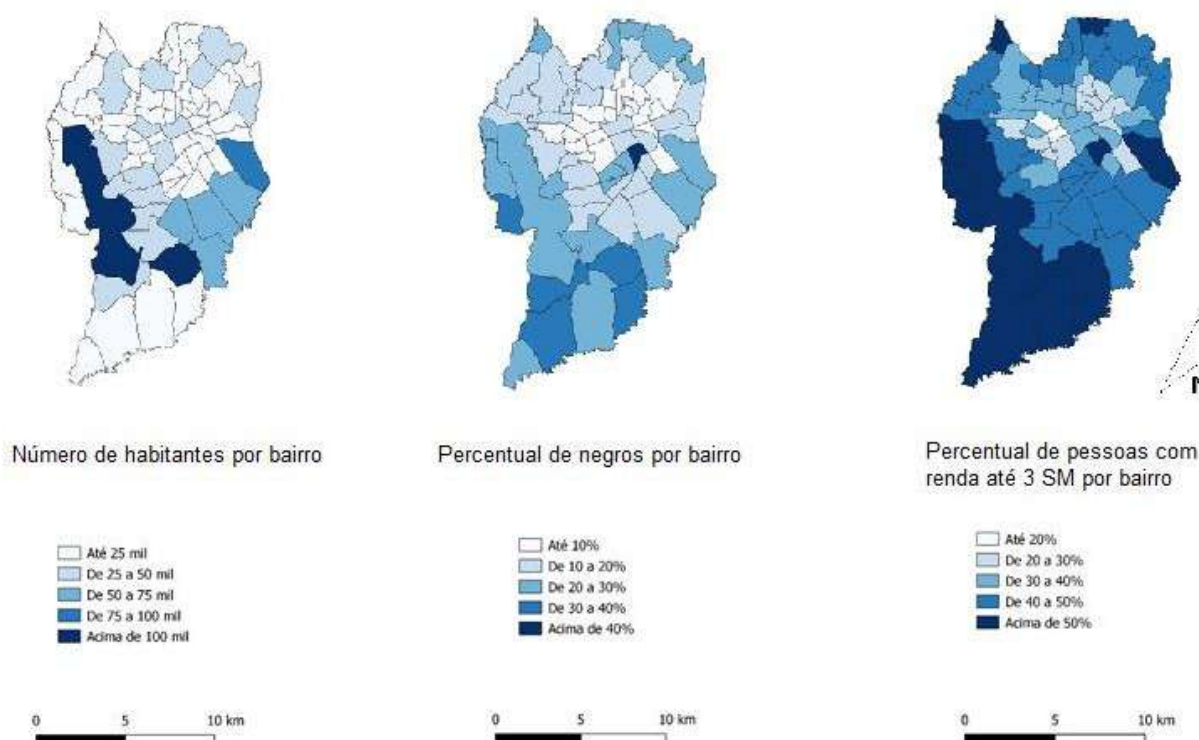 N
Número de habitantes por bairro
Percentual de negros por bairro
Percentual de pessoas com
renda até 3 SM por bairro
Até 25 mil
De 25 a 50 mil
De 50 a 75 mil
De 75 a 100 mil
Acima de 100 mil
Até 10%
De 10 a 20%
De 20 a 30%
De 30 a 40%
Acima de 40%
Até 20%
De 20 a 30%
De 30 a 40%
De 40 a 50%
Acima de 50%
0 5 10 km
0 5 10 km
0 5 10 km